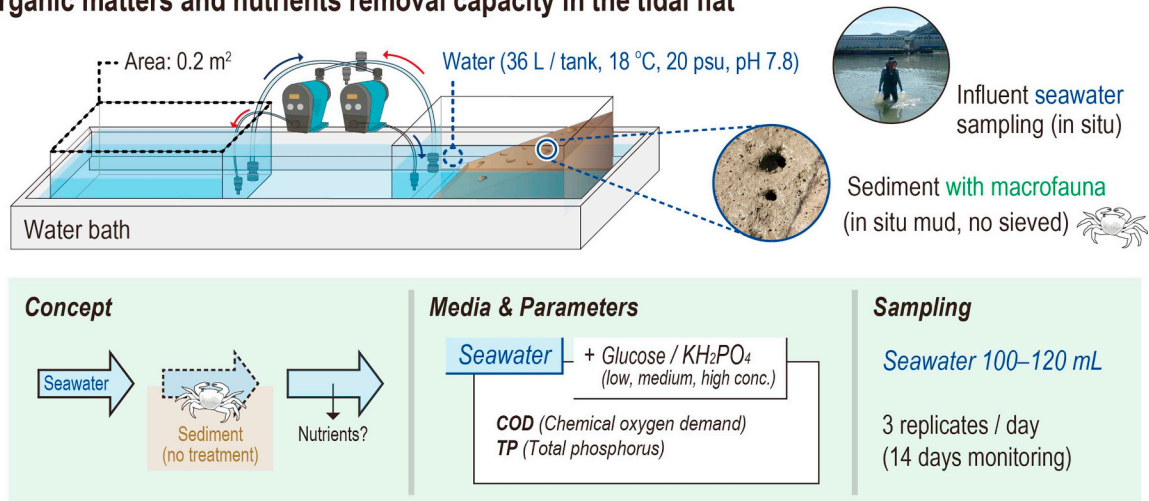 rganic matters and nutrients removal capacity in the tidal flat
Area: 0.2 m²
Water (36 L / tank, 18 °C, 20 psu, pH 7.8)
Influent seawater
sampling (in situ)
Sediment with macrofauna
(in situ mud, no sieved)
Water bath
Concept
Seawater
Sediment
(no treatment)
Nutrients?
Media & Parameters
Seawater
+ Glucose / KH₂PO₄
(low, medium, high conc.)
COD (Chemical oxygen demand)
TP (Total phosphorus)
Sampling
Seawater 100–120 mL
3 replicates / day
(14 days monitoring)